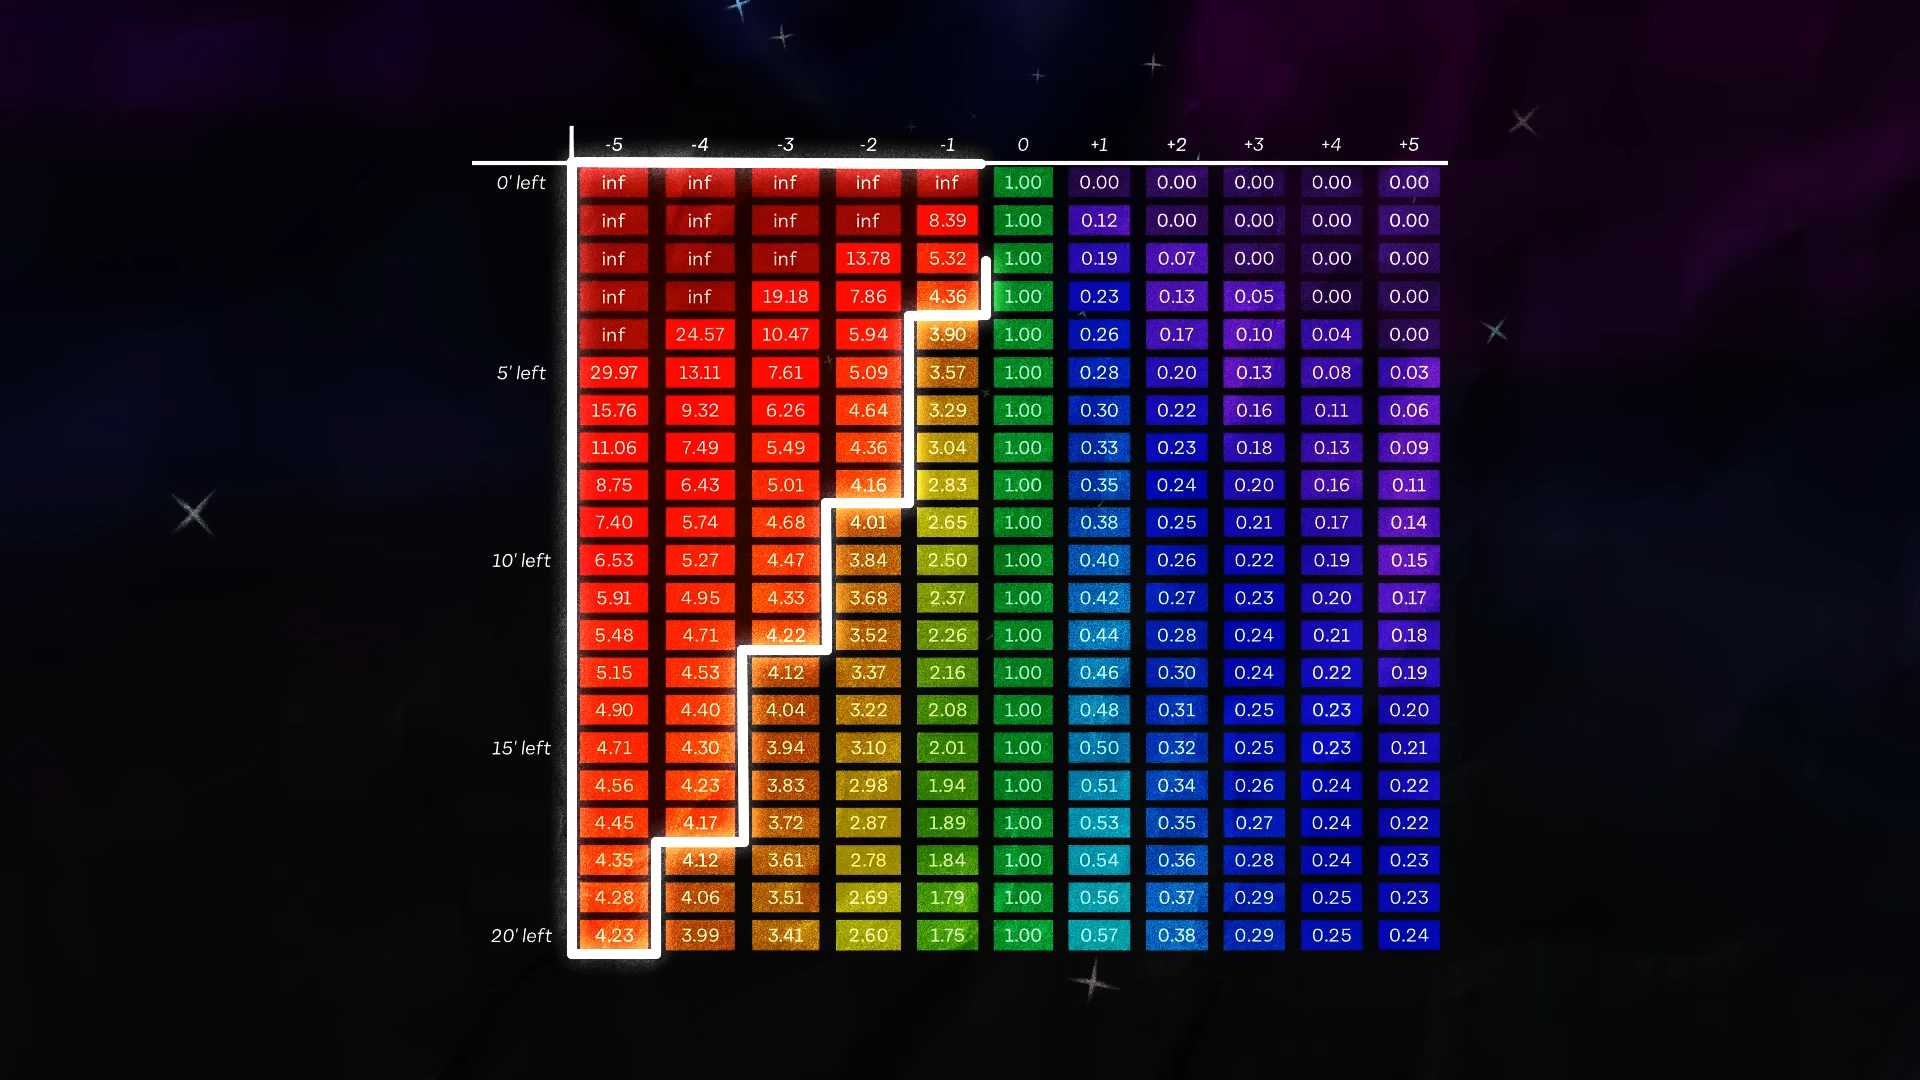 -5 -4 -3 -2 -1 0 +1 +2 +3 +4 +5
0' left inf inf inf inf inf 1.00 0.00 0.00 0.00 0.00 0.00
inf inf inf inf 8.39 1.00 0.12 0.00 0.00 0.00 0.00
inf inf inf 13.78 5.32 1.00 0.19 0.07 0.00 0.00 0.00
inf inf 19.18 7.86 4.36 1.00 0.23 0.13 0.05 0.00 0.00
inf 24.57 10.47 5.94 3.90 1.00 0.26 0.17 0.10 0.04 0.00
5' left 29.97 13.11 7.61 5.09 3.57 1.00 0.28 0.20 0.13 0.08 0.03
15.76 9.32 6.26 4.64 3.29 1.00 0.30 0.22 0.16 0.11 0.06
11.06 7.49 5.49 4.36 3.04 1.00 0.33 0.23 0.18 0.13 0.09
8.75 6.43 5.01 4.16 2.83 1.00 0.35 0.24 0.20 0.16 0.11
7.40 5.74 4.68 4.01 2.65 1.00 0.38 0.25 0.21 0.17 0.14
10' left 6.53 5.27 4.47 3.84 2.50 1.00 0.40 0.26 0.22 0.19 0.15
5.91 4.95 4.33 3.68 2.37 1.00 0.42 0.27 0.23 0.20 0.17
5.48 4.71 4.22 3.52 2.26 1.00 0.44 0.28 0.24 0.21 0.18
5.15 4.53 4.12 3.37 2.16 1.00 0.46 0.30 0.24 0.22 0.19
4.90 4.40 4.04 3.22 2.08 1.00 0.48 0.31 0.25 0.23 0.20
15' left 4.71 4.30 3.94 3.10 2.01 1.00 0.50 0.32 0.25 0.23 0.21
4.56 4.23 3.83 2.98 1.94 1.00 0.51 0.34 0.26 0.24 0.22
4.45 4.17 3.72 2.87 1.89 1.00 0.53 0.35 0.27 0.24 0.22
4.35 4.12 3.61 2.78 1.84 1.00 0.54 0.36 0.28 0.24 0.23
4.28 4.06 3.51 2.69 1.79 1.00 0.56 0.37 0.29 0.25 0.23
20' left 4.23 3.99 3.41 2.60 1.75 1.00 0.57 0.38 0.29 0.25 0.24